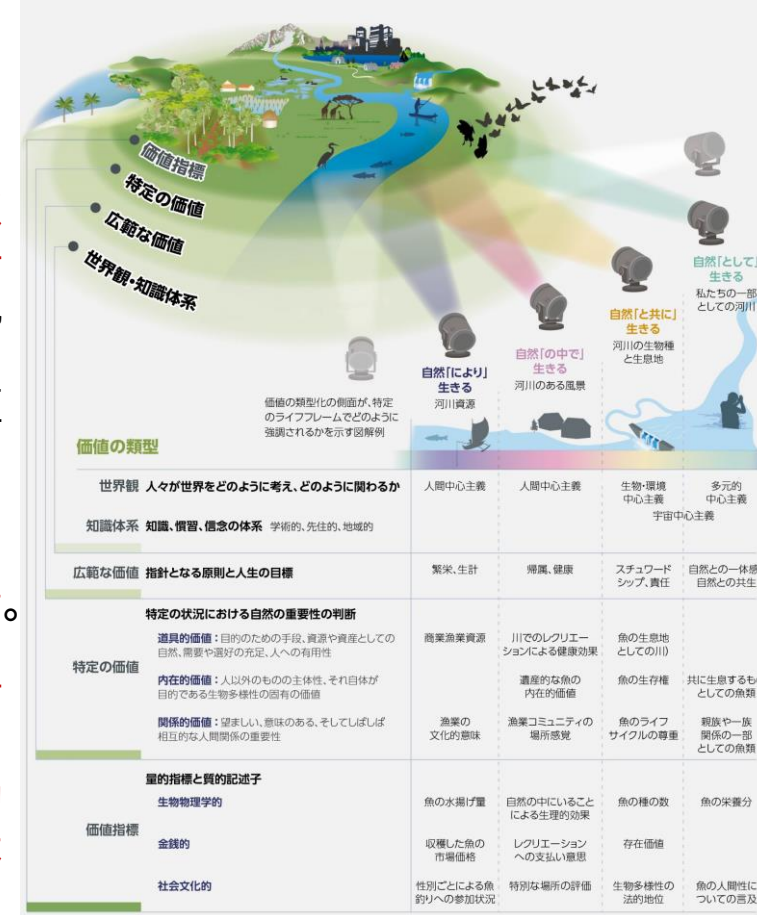 価値指標
特定の価値
広範な価値
世界観・知識体系
自然「として」
生きる
私たちの一部
としての河川
自然「と共に」
生きる
河川の生物種
と生息地
自然「の中で」
生きる
河川のある風景
自然「により」
生きる
河川資源
価値の類型化の側面が、特定
のライフフレームでどのように
強調されるかを示す図解例
価値の類型
世界観 人々が世界をどのように考え、どのように関わるか 人間中心主義 人間中心主義 生物・環境 多元的
中心主義 中心主義
宇宙中心主義
知識体系 知識、慣習、信念の体系 学術的、先住的、地域的
広範な価値 指針となる原則と人生の目標 繁栄、生計 帰属、健康 スチュワード 自然との一体感
シップ、責任 自然との共生
特定の価値
特定の状況における自然の重要性の判断
道具的価値：目的のための手段、資源や資産としての 商業漁業資源 川でのレクリエー 魚の生息地
自然、需要や選好の充足、人への有用性 ションによる健康効果 としての川)
内在的価値：人以外のものの主体性、それ自体が 遺産的な魚の 魚の生存権 共に生息するも
目的である生物多様性の固有の価値 内在的価値 としての魚類
関係的価値：望ましい、意味のある、そしてしばしば 漁業の 漁業コミュニティの 魚のライフ 親族や一族
相互的な人間関係の重要性 文化的意味 場所感覚 サイクルの尊重 関係の一部
としての魚類
価値指標
量的指標と質的記述子
生物物理学的 魚の水揚げ量 自然の中にいること 魚の種の数 魚の栄養分
による生理的効果
金銭的 収穫した魚の レクリエーション 存在価値
市場価格 への支払い意思
社会文化的 性別ごとによる魚 特別な場所の評価 生物多様性の 魚の人間性に
釣りへの参加状況 法的地位 ついての言及